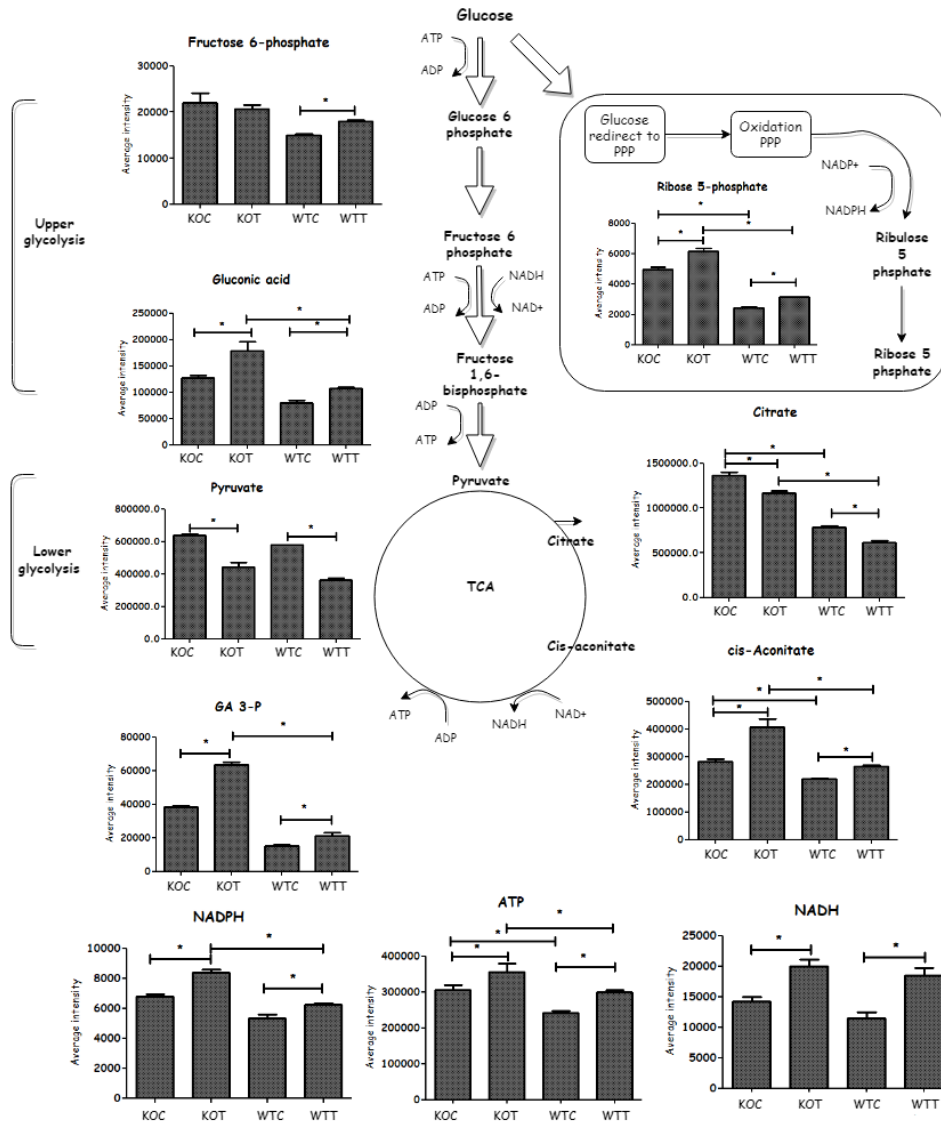 Glucose
ATP
ADP
Glucose 6
phosphate
Fructose 6
phosphate
ATP
ADP
NADH
NAD+
Fructose
1,6-
bisphosphate
ADP
ATP
Pyruvate
TCA
Citrate
Cis-aconitate
ATP
ADP
NADH
NAD+
Upper
glycolysis
Lower
glycolysis
Fructose 6-phosphate
Average intensity
30000
20000
10000
0
KOC KOT WTC WTT
*
Gluconic acid
Average intensity
250000
200000
150000
100000
50000
0
KOC KOT WTC WTT
* * *
Pyruvate
Average intensity
800000.0
600000.0
400000.0
200000.0
0.0
KOC KOT WTC WTT
* *
GA 3-P
Average intensity
80000
60000
40000
20000
0
KOC KOT WTC WTT
* * *
Glucose
redirect to
PPP
Oxidation
PPP
NADP+
NADPH
Ribulose
5
phsphate
Ribose 5
phsphate
Ribose 5-phosphate
Average intensity
8000
6000
4000
2000
0
KOC KOT WTC WTT
* * * *
Citrate
Average intensity
1500000.0
1000000.0
500000.0
0.0
KOC KOT WTC WTT
* * * *
cis-Aconitate
Average intensity
500000
400000
300000
200000
100000
0
KOC KOT WTC WTT
* * * *
NADPH
Average intensity
10000
8000
6000
4000
2000
0
KOC KOT WTC WTT
* * *
ATP
Average intensity
400000
300000
200000
100000
0
KOC KOT WTC WTT
* * * *
NADH
Average intensity
25000
20000
15000
10000
5000
0
KOC KOT WTC WTT
* *